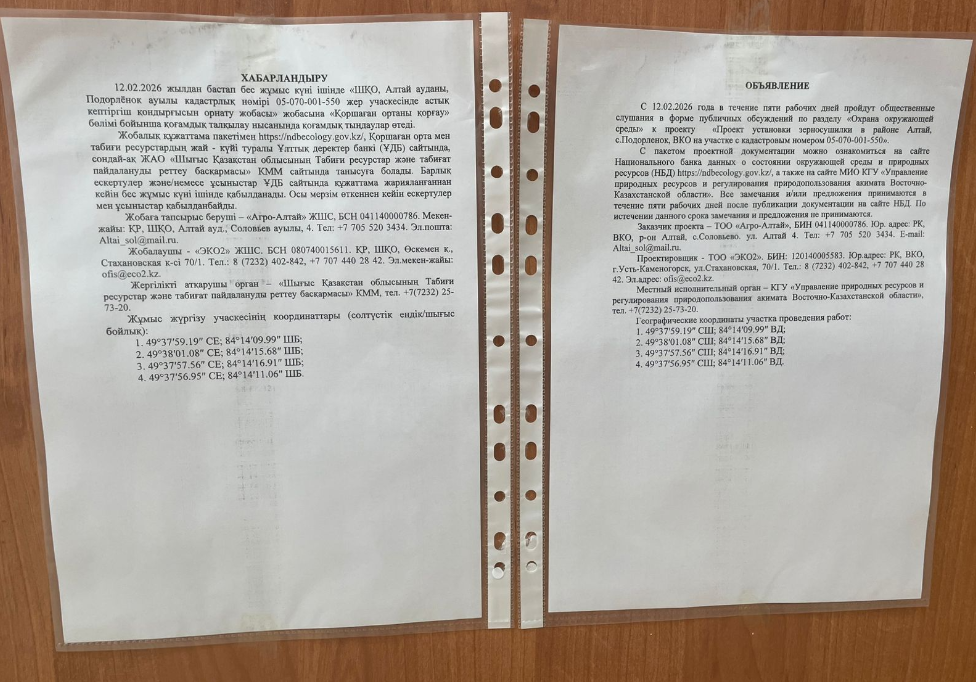 ХАБАРЛАНДЫРУ
12.02.2026 жылдан бастап бес жұмыс күні ішінде «ШҚО, Алтай ауданы,
Подорлёнок ауылы кадастрлық нөмірі 05-070-001-550 жер учаскесінде астық
кептіргіш қондырғысын орнату жобасы» жобасына «Қоршаған ортаны қорғау»
бөлімі бойынша қоғамдық талқылау нысанында қоғамдық тыңдаулар өтеді.
Жобалық құжаттама пакетімен https://ndbecology.gov.kz/, Қоршаған орта мен
табиғи ресурстардың жай - күйі туралы Ұлттық деректер банкі (ҰДБ) сайтында,
сондай-ақ ЖАО «Шығыс Қазақстан облысының Табиғи ресурстар және табиғат
пайдалануды реттеу басқармасы» КММ сайтында танысуға болады. Барлық
ескертулер және/немесе ұсыныстар ҰДБ сайтында құжаттама жарияланғаннан
кейін бес жұмыс күні ішінде қабылданады. Осы мерзім өткеннен кейін ескертулер
мен ұсыныстар қабылданбайды.
Жобаға тапсырыс беруші – «Агро-Алтай» ЖШС, БСН 041140000786. Мекен-
жайы: ҚР, ШҚО, Алтай ауд., Соловьев ауылы, 4. Тел: +7 705 520 3434. Эл.пошта:
Altai_sol@mail.ru.
Жобалаушы - «ЭКО2» ЖШС. БСН 080740015611. ҚР, ШҚО, Өскемен к.,
Стахановская к-сі 70/1. Тел.: 8 (7232) 402-842, +7 707 440 28 42. Эл.мекен-жайы:
ofis@eco2.kz.
Жергілікті атқарушы орган – «Шығыс Қазақстан облысының Табиғи
ресурстар және табиғат пайдалануды реттеу басқармасы» КММ, тел. +7(7232) 25-
73-20.
Жұмыс жүргізу учаскесінің координаттары (солтүстік ендік/шығыс
бойлық):
1. 49°37'59.19" СЕ; 84°14'09.99" ШБ;
2. 49°38'01.08" СЕ; 84°14'15.68" ШБ;
3. 49°37'57.56" СЕ; 84°14'16.91" ШБ;
4. 49°37'56.95" СЕ; 84°14'11.06" ШБ.
ОБЪЯВЛЕНИЕ
С 12.02.2026 года в течение пяти рабочих дней пройдут общественные
слушания в форме публичных обсуждений по разделу «Охрана окружающей
среды» к проекту «Проект установки зерносушилки в районе Алтай,
с.Подорленок, ВКО на участке с кадастровым номером 05-070-001-550».
С пакетом проектной документации можно ознакомиться на сайте
Национального банка данных о состоянии окружающей среды и природных
ресурсов (НБД) https://ndbecology.gov.kz/, а также на сайте МИО КГУ «Управление
природных ресурсов и регулирования природопользования акимата Восточно-
Казахстанской области». Все замечания и/или предложения принимаются в
течение пяти рабочих дней после публикации документации на сайте НБД. По
истечении данного срока замечания и предложения не принимаются.
Заказчик проекта – ТОО «Агро-Алтай», БИН 041140000786. Юр. адрес: РК,
ВКО, р-он Алтай, с.Соловьево. ул. Алтай 4. Тел: +7 705 520 3434. E-mail:
Altai_sol@mail.ru.
Проектировщик - ТОО «ЭКО2». БИН: 120140005583. Юр.адрес: РК, ВКО,
г.Усть-Каменогорск, ул.Стахановская, 70/1. Тел.: 8 (7232) 402-842, +7 707 440 28
42. Эл.адрес: ofis@eco2.kz.
Местный исполнительный орган – КГУ «Управление природных ресурсов и
регулирования природопользования акимата Восточно-Казахстанской области»,
тел. +7(7232) 25-73-20.
Географические координаты участка проведения работ:
1. 49°37'59.19" СШ; 84°14'09.99" ВД;
2. 49°38'01.08" СШ; 84°14'15.68" ВД;
3. 49°37'57.56" СШ; 84°14'16.91" ВД;
4. 49°37'56.95" СШ; 84°14'11.06" ВД.